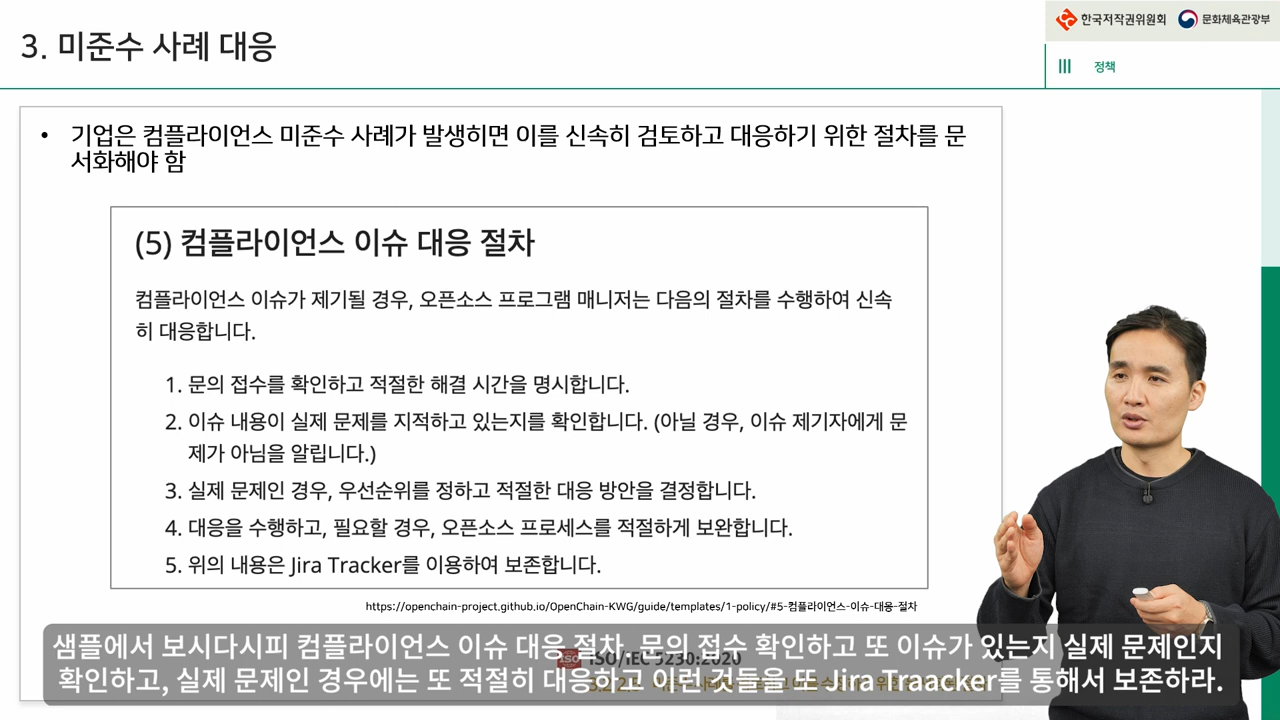 3. 미준수 사례 대응
한국저작권위원회
문화체육관광부
정책
• 기업은 컴플라이언스 미준수 사례가 발생히면 이를 신속히 검토하고 대응하기 위한 절차를 문
서화해야 함
(5) 컴플라이언스 이슈 대응 절차
컴플라이언스 이슈가 제기될 경우, 오픈소스 프로그램 매니저는 다음의 절차를 수행하여 신속
히 대응합니다.
1. 문의 접수를 확인하고 적절한 해결 시간을 명시합니다.
2. 이슈 내용이 실제 문제를 지적하고 있는지를 확인합니다. (아닐 경우, 이슈 제기자에게 문
제가 아님을 알립니다.)
3. 실제 문제인 경우, 우선순위를 정하고 적절한 대응 방안을 결정합니다.
4. 대응을 수행하고, 필요할 경우, 오픈소스 프로세스를 적절하게 보완합니다.
5. 위의 내용은 Jira Tracker를 이용하여 보존합니다.
https://openchain-project.github.io/OpenChain-KWG/guide/templates/1-policy/#5-컴플라이언스-이슈-대응-절차
샘플에서 보시다시피 컴플라이언스 이슈 대응 절차, 문의 접수 확인하고 또 이슈가 있는지 실제 문제인지
ISO/IEC 5230:2020
확인하고, 실제 문제인 경우에는 또 적절히 대응하고 이런 것들을 또 Jira Traacker를 통해서 보존하라.